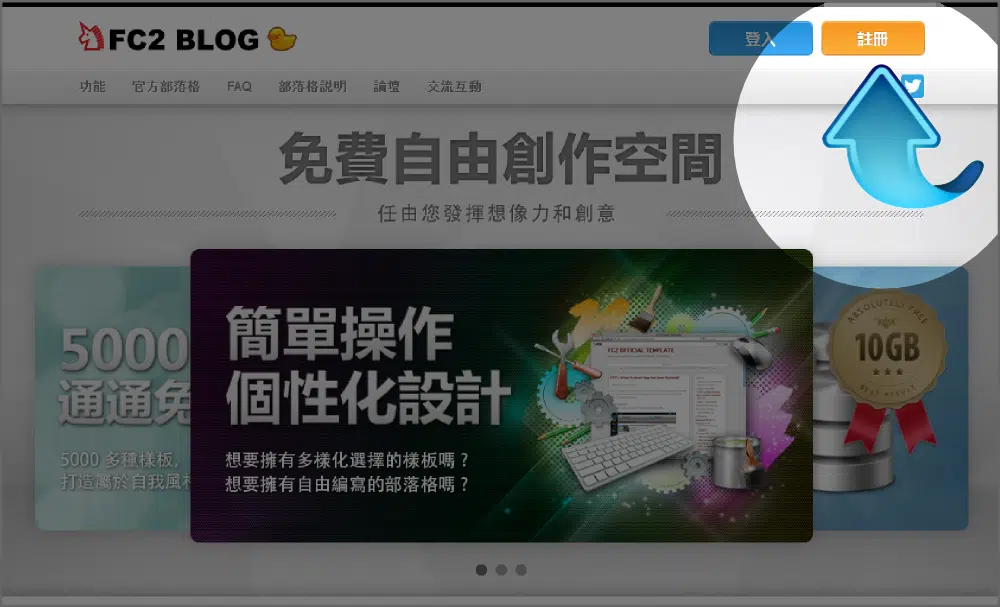 FC2 BLOG
登入
註冊
功能
官方部落格
FAQ
部落格説明
論壇
交流互動
免費自由創作空間
任由您發揮想像力和創意
5000
通通免
5000 多種樣板,
打造屬於自我風格
簡單操作
個性化設計
想要擁有多樣化選擇的樣板嗎？
想要擁有自由編寫的部落格嗎？
FC2 OFFICIAL TEMPLATE
ABSOLUTELY FREE
10GB